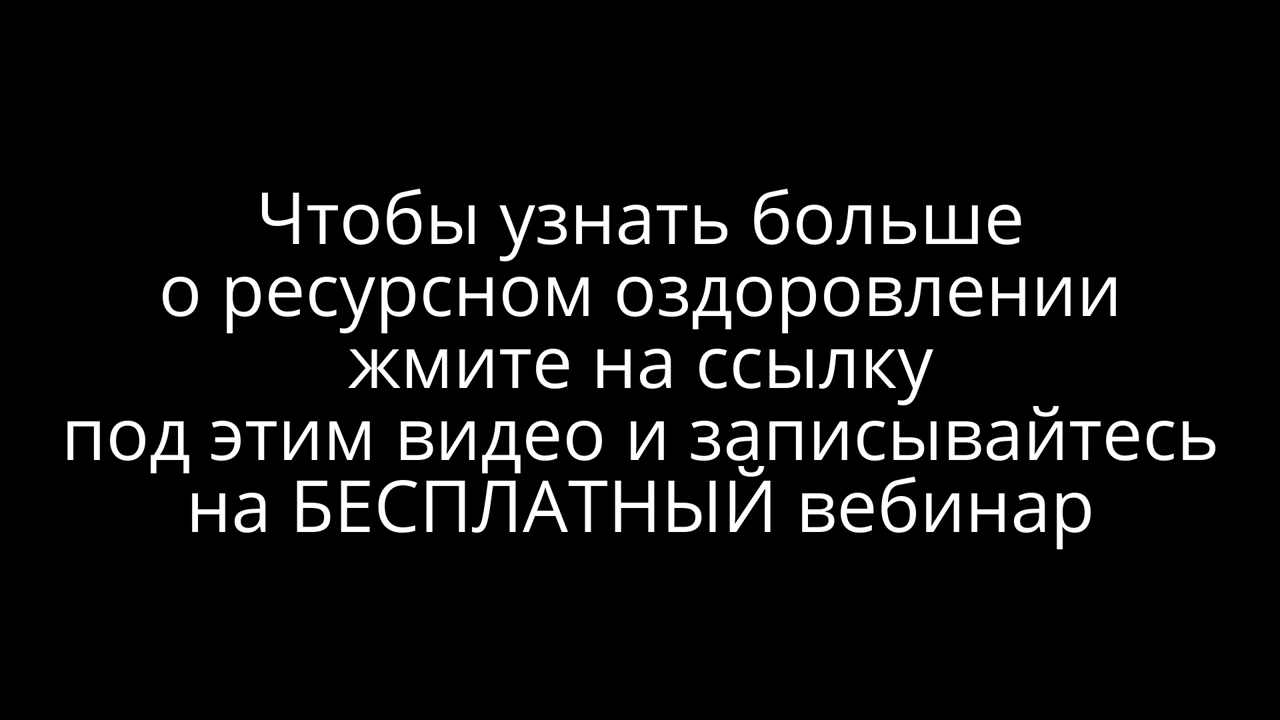 Чтобы узнать больше
о ресурсном оздоровлении
жмите на ссылку
под этим видео и записывайтесь
на БЕСПЛАТНЫЙ вебинар